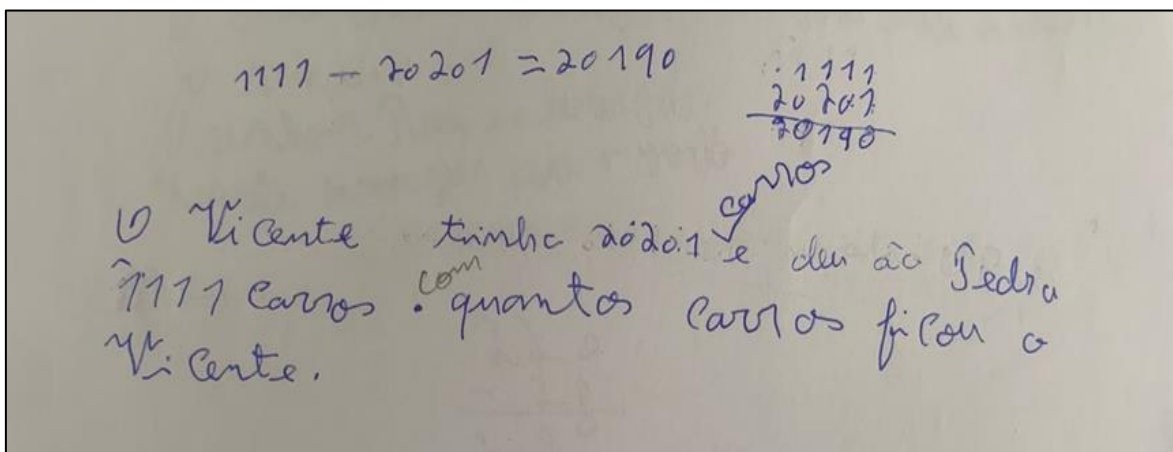 1111 - 20201 = 20190
1111
20201
20190
carros
O Vicente tinha 20201 e deu ao Pedro
1111 carros. com quantos carros ficou o
Vicente.